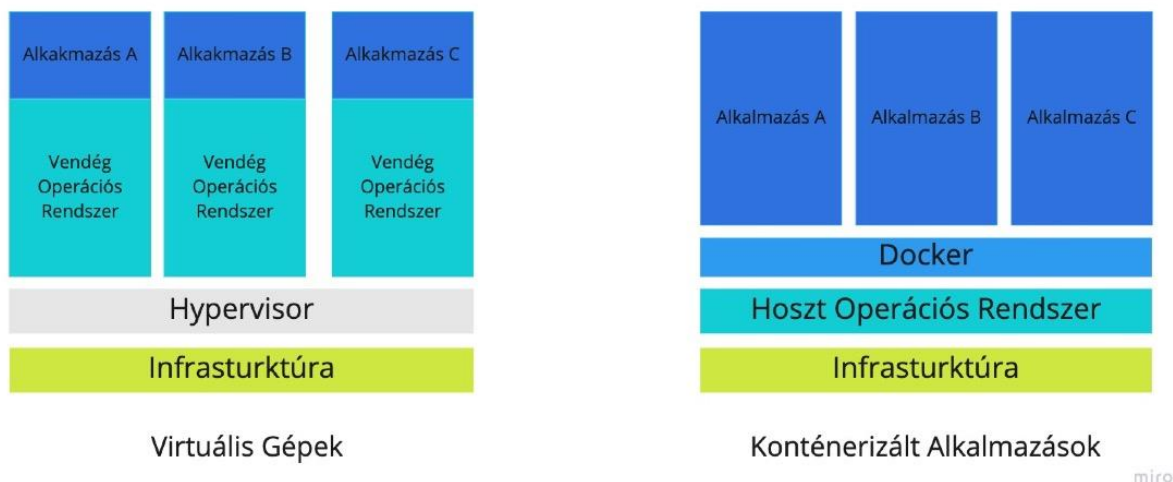 Alkakmazás A
Alkakmazás B
Alkakmazás C
Vendég
Operációs
Rendszer
Vendég
Operációs
Rendszer
Vendég
Operációs
Rendszer
Hypervisor
Infrasturktúra
Virtuális Gépek
Alkalmazás A
Alkalmazás B
Alkalmazás C
Docker
Hoszt Operációs Rendszer
Infrasturktúra
Konténerizált Alkalmazások
miro